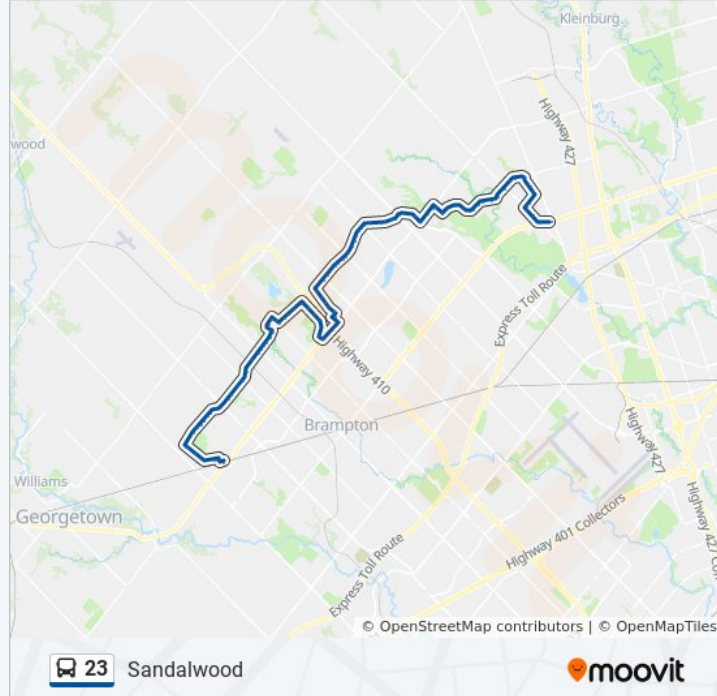 Kleinburg
Highway 427
wood
Express Toll Route
Highway 410
Brampton
Highway 427
Williams
Georgetown
Highway 401 Collectors
Highway 427 Con
Express Toll Route
© OpenStreetMap contributors | © OpenMapTiles
23 Sandalwood
moovit